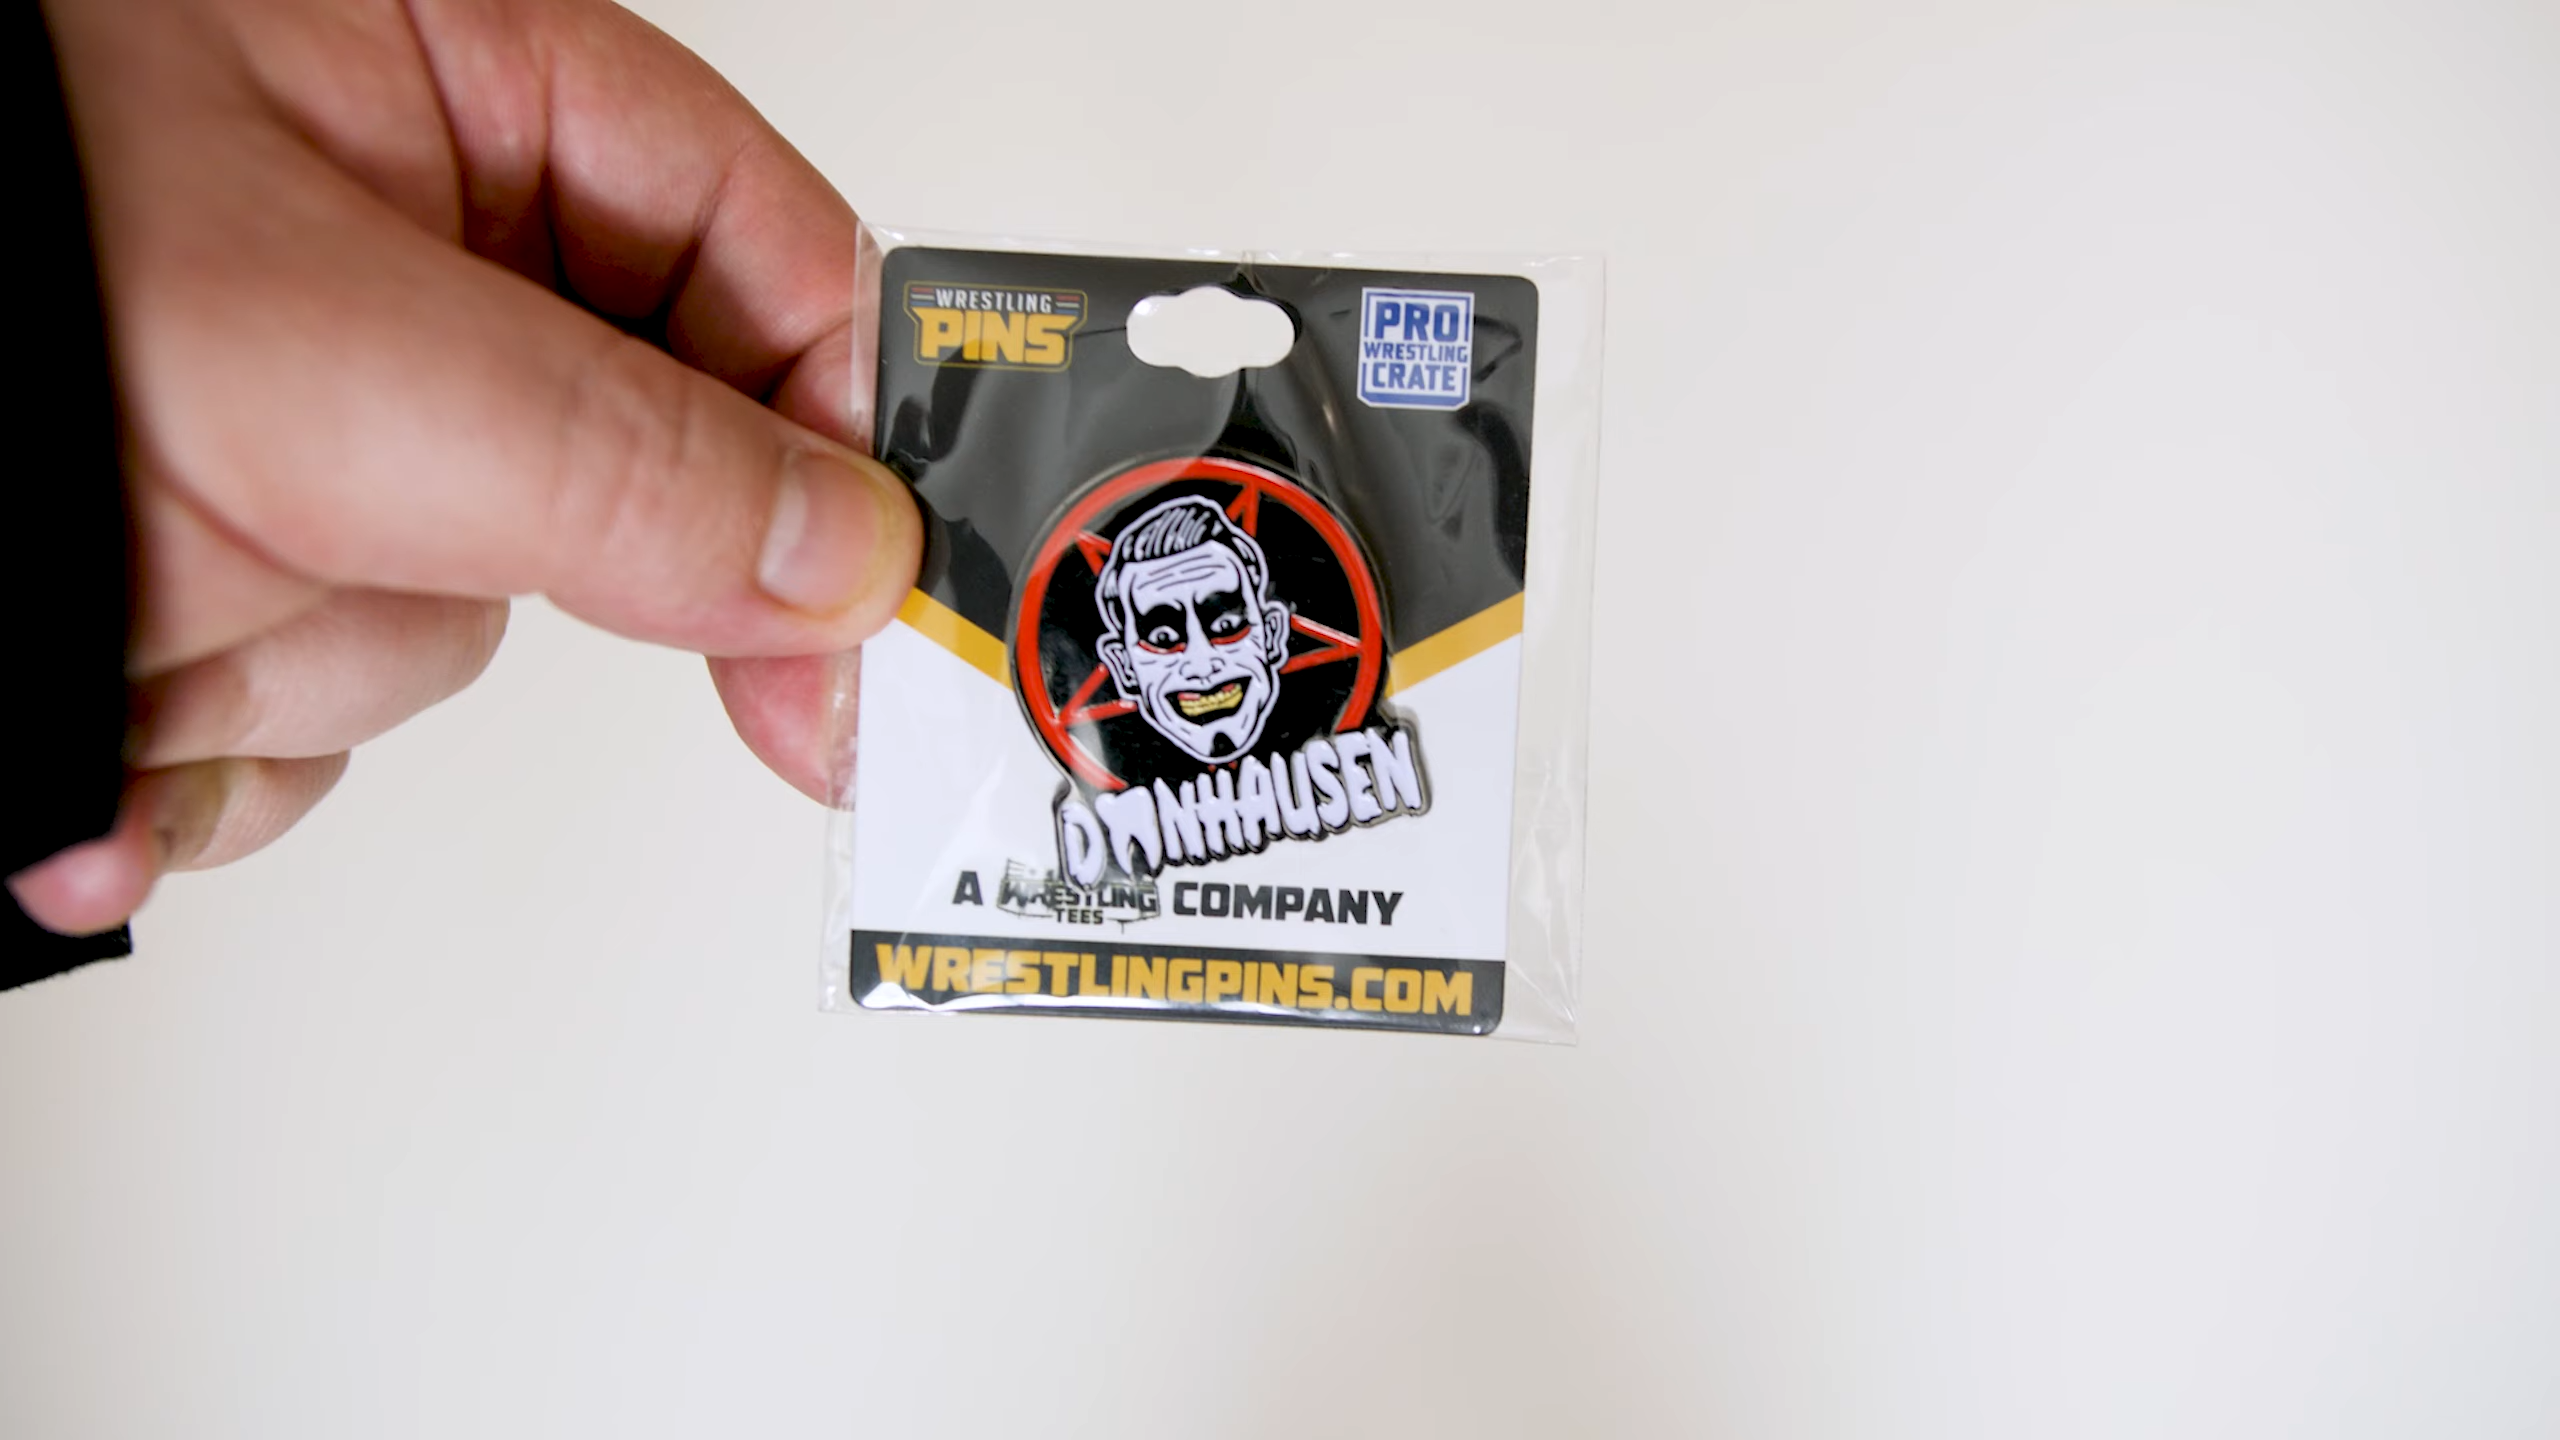 WRESTLING
PINS
PRO
WRESTLING
CRATE
DANHAUSEN
A WRESTLING TEES COMPANY
WRESTLINGPINS.COM